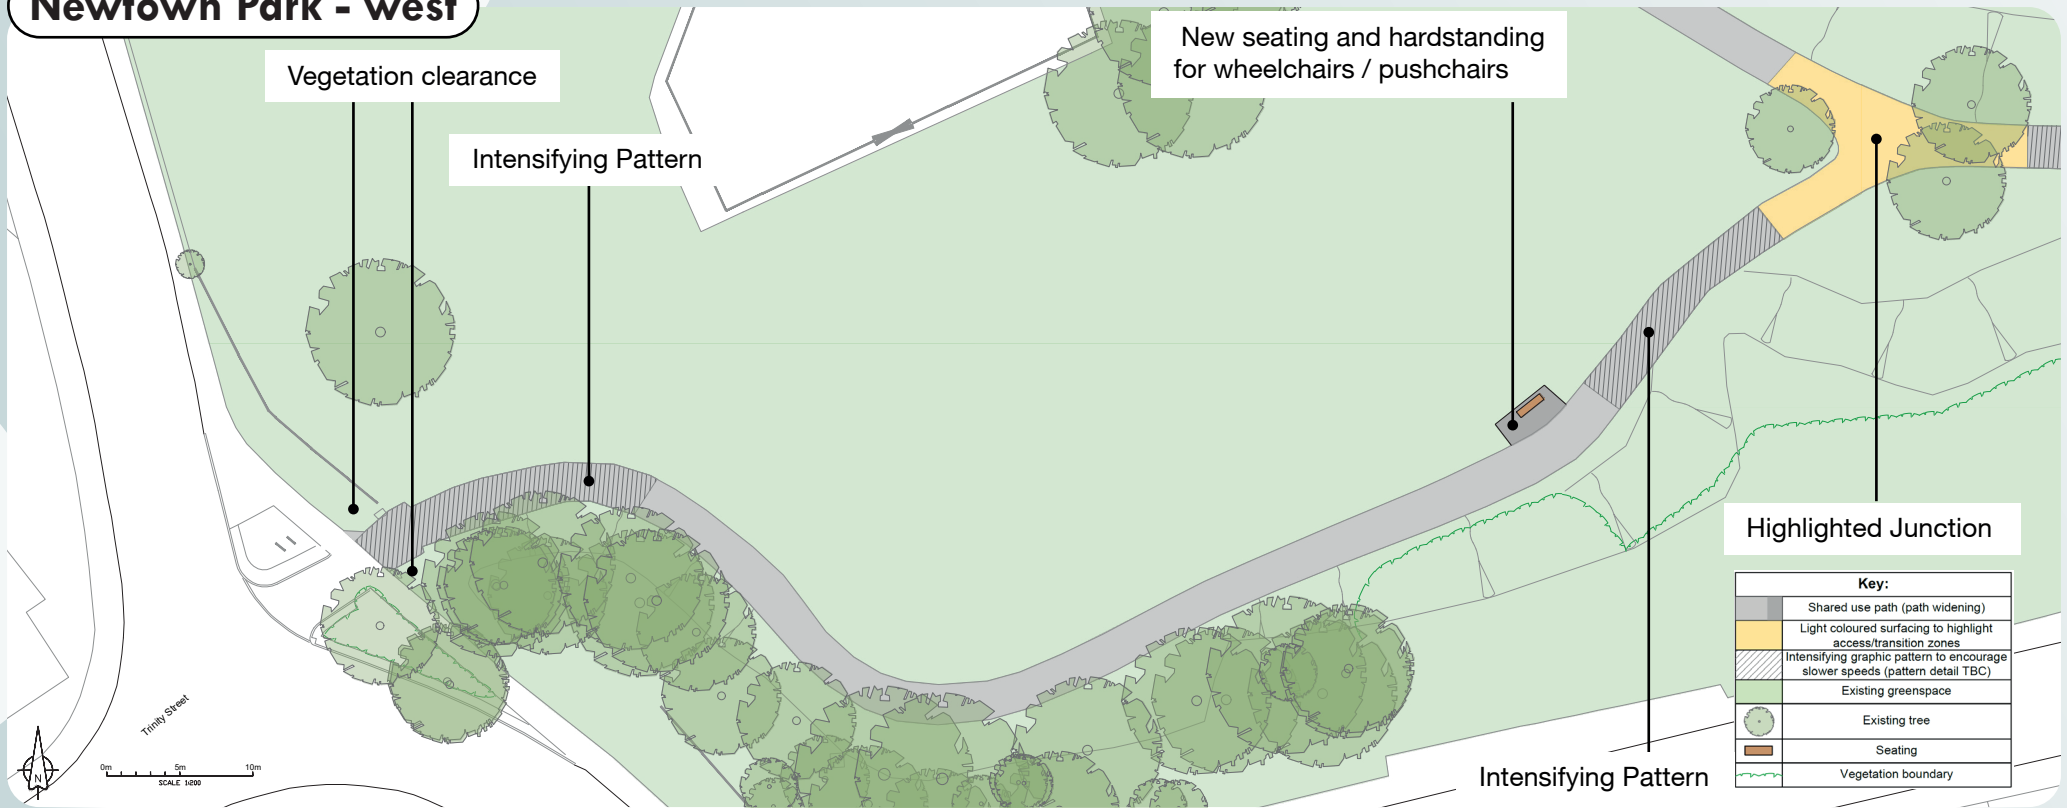 Newtown Park - West
Vegetation clearance
Intensifying Pattern
New seating and hardstanding
for wheelchairs / pushchairs
Highlighted Junction
Key:
Shared use path (path widening)
Light coloured surfacing to highlight
access/transition zones
Intensifying graphic pattern to encourage
slower speeds (pattern detail TBC)
Existing greenspace
Existing tree
Seating
Vegetation boundary
Intensifying Pattern
Trinity Street
N
0m 5m 10m
SCALE 1:200